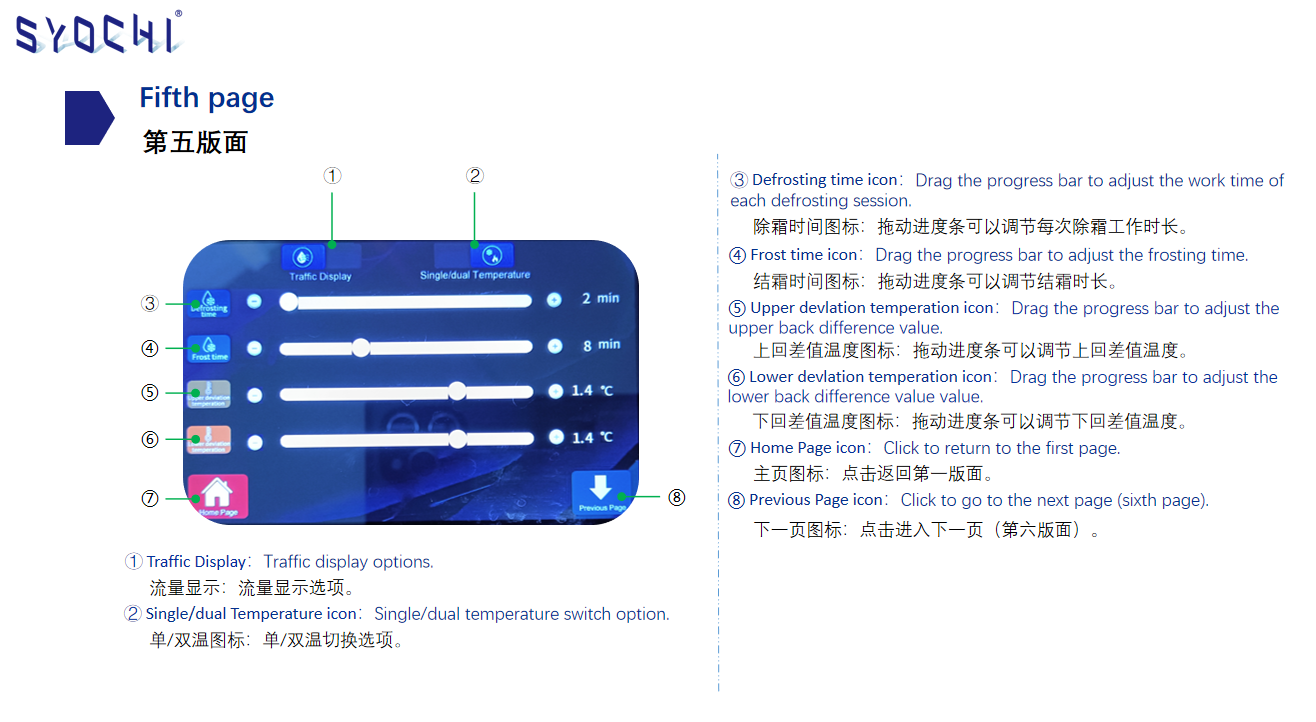 SYOCHI®
Fifth page
第五版面
① ②
Traffic Display
Single/dual Temperature
③ Defrosting time 2 min
④ Frost time 8 min
⑤ Upper deviation temperature 1.4 ℃
⑥ deviation temperature 1.4 ℃
⑦ Home Page
Previous Page ⑧
① Traffic Display：Traffic display options.
流量显示：流量显示选项。
② Single/dual Temperature icon：Single/dual temperature switch option.
单/双温图标：单/双温切换选项。
③ Defrosting time icon：Drag the progress bar to adjust the work time of
each defrosting session.
除霜时间图标：拖动进度条可以调节每次除霜工作时长。
④ Frost time icon：Drag the progress bar to adjust the frosting time.
结霜时间图标：拖动进度条可以调节结霜时长。
⑤ Upper devlation temperation icon：Drag the progress bar to adjust the
upper back difference value.
上回差值温度图标：拖动进度条可以调节上回差值温度。
⑥ Lower devlation temperation icon：Drag the progress bar to adjust the
lower back difference value value.
下回差值温度图标：拖动进度条可以调节下回差值温度。
⑦ Home Page icon：Click to return to the first page.
主页图标：点击返回第一版面。
⑧ Previous Page icon：Click to go to the next page (sixth page).
下一页图标：点击进入下一页（第六版面）。